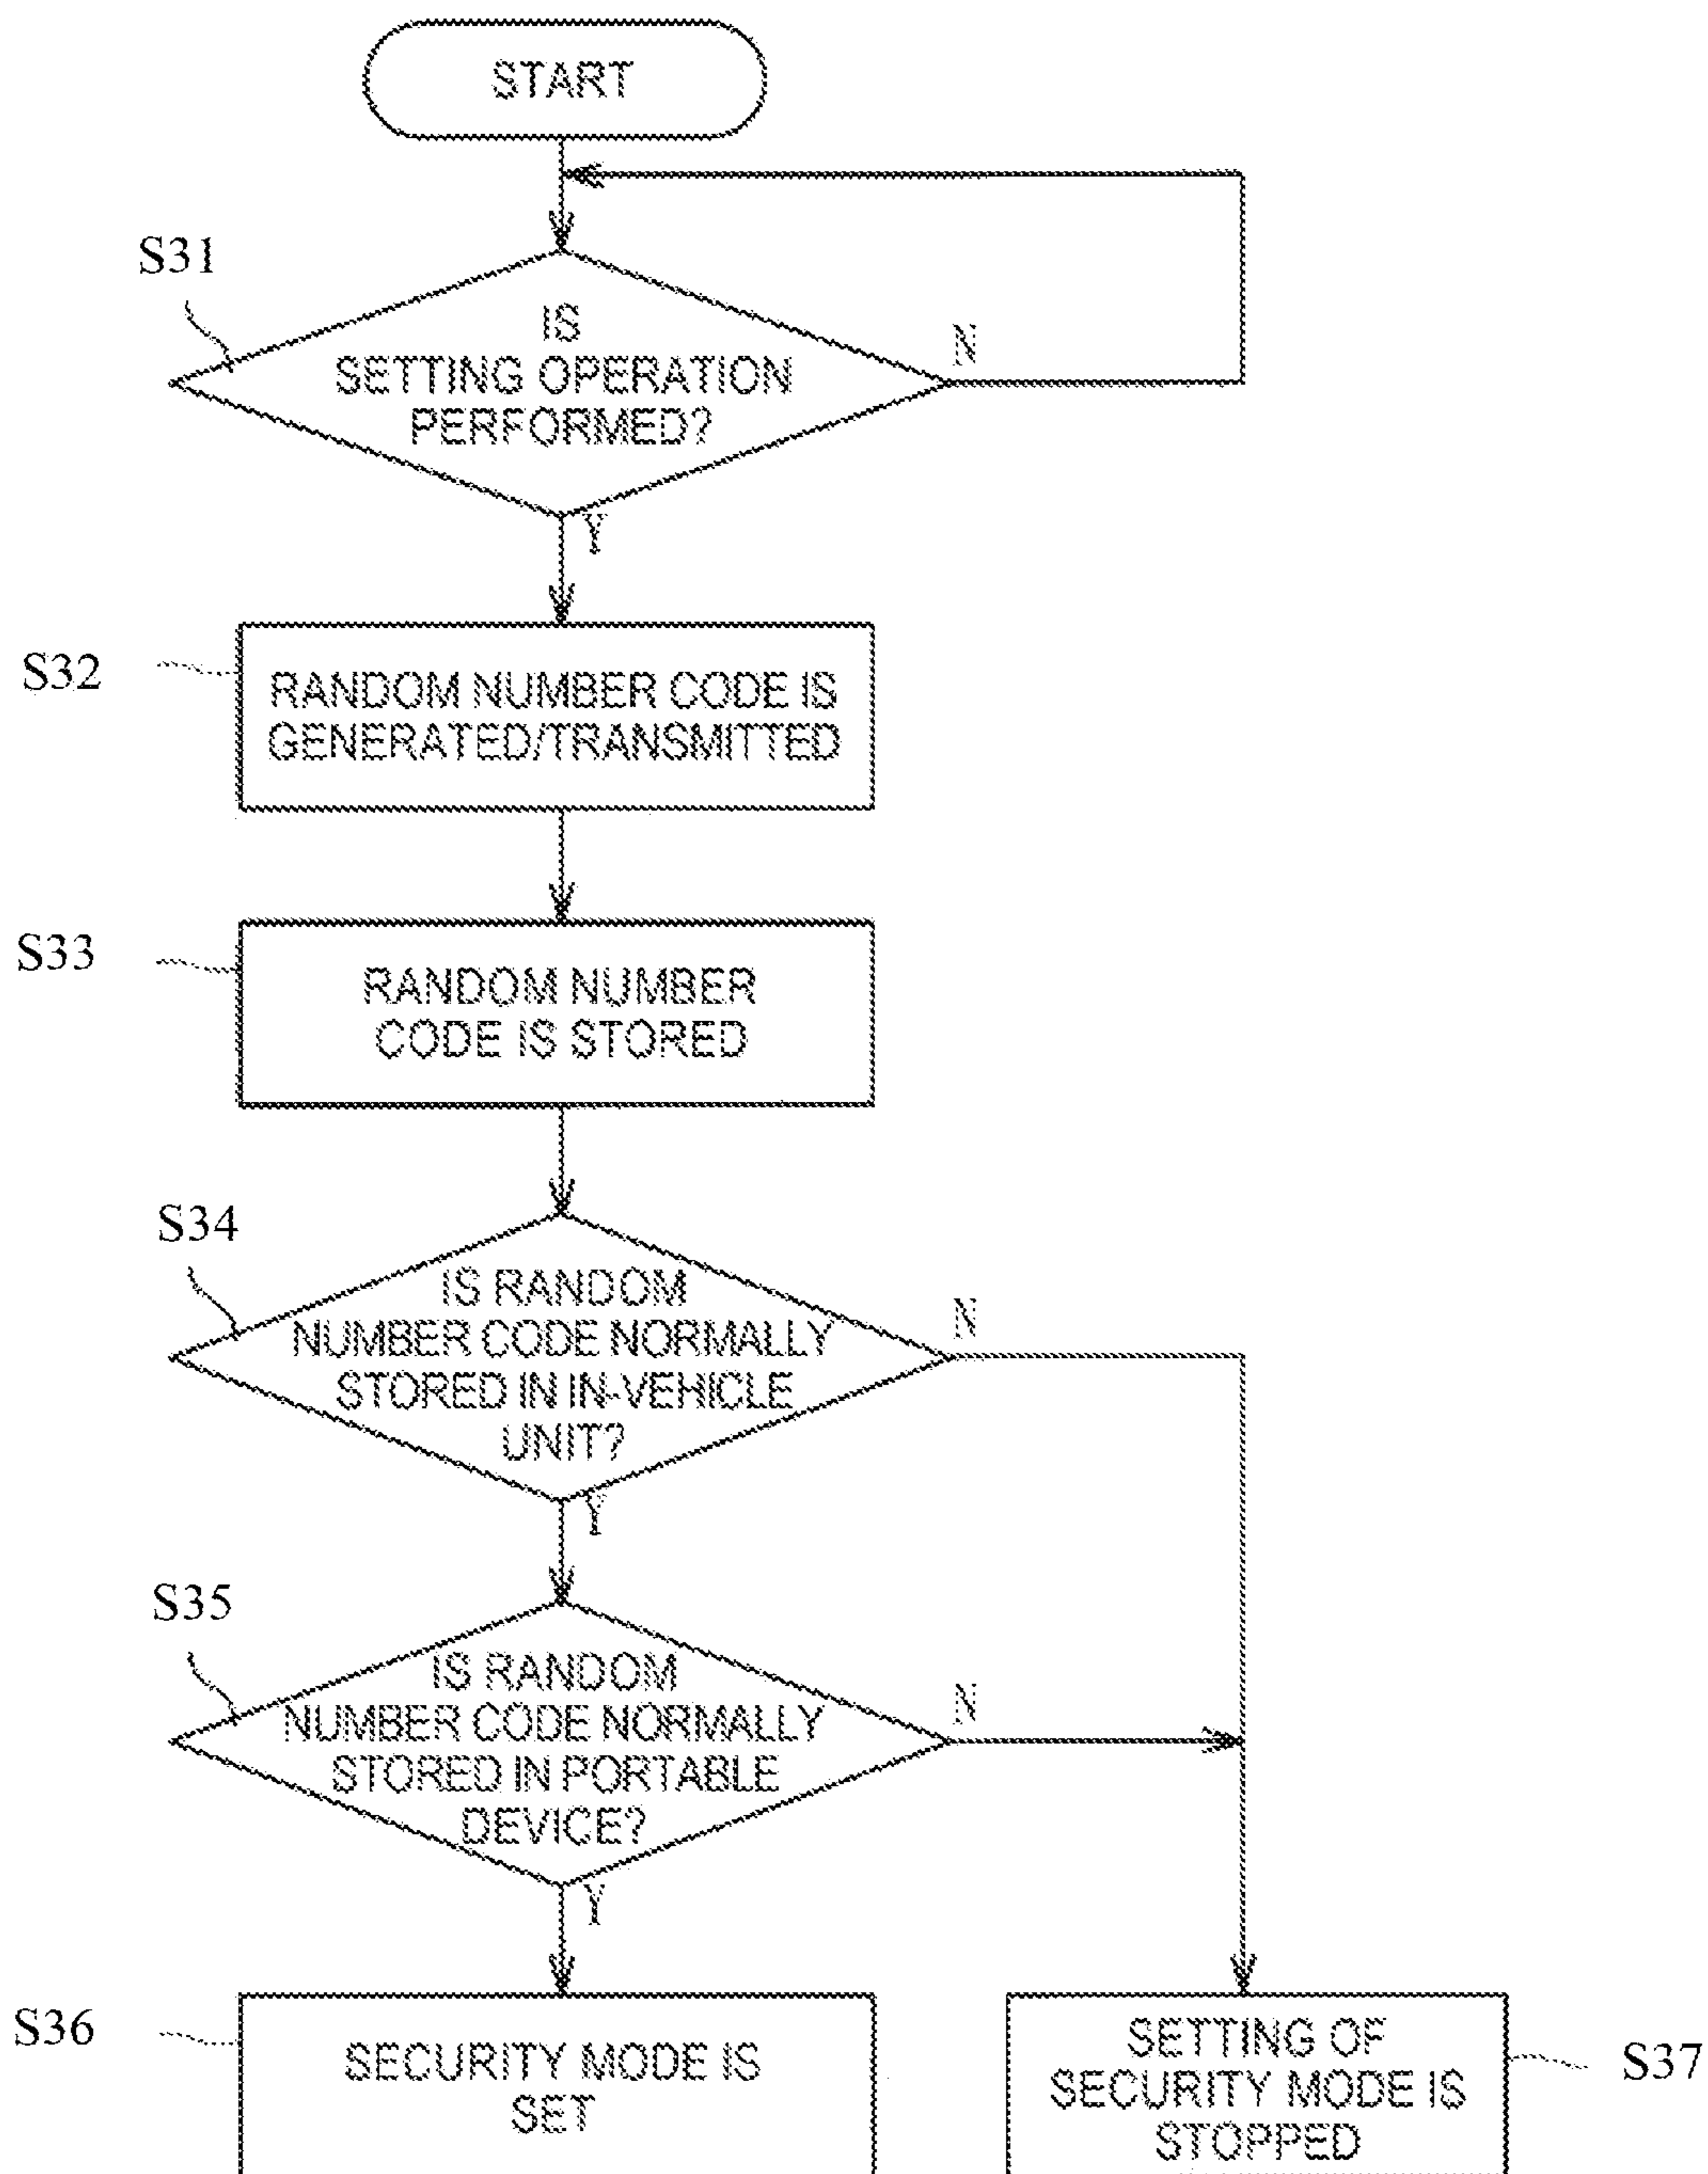 START
S31
IS
SETTING OPERATION
PERFORMED?
N
Y
S32
RANDOM NUMBER CODE IS
GENERATED/TRANSMITTED
S33
RANDOM NUMBER
CODE IS STORED
S34
IS RANDOM
NUMBER CODE NORMALLY
STORED IN IN-VEHICLE
UNIT?
N
Y
S35
IS RANDOM
NUMBER CODE NORMALLY
STORED IN PORTABLE
DEVICE?
N
Y
S36
SECURITY MODE IS
SET
SETTING OF
SECURITY MODE IS
STOPPED
S37